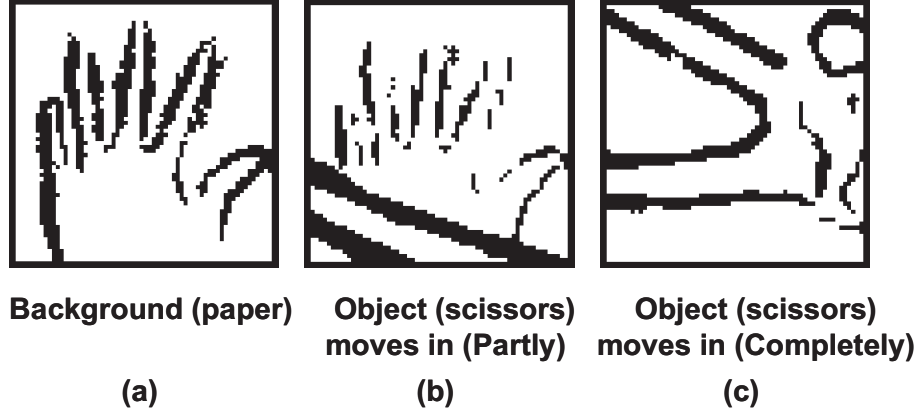 Background (paper)
(a)
Object (scissors)
moves in (Partly)
(b)
Object (scissors)
moves in (Completely)
(c)